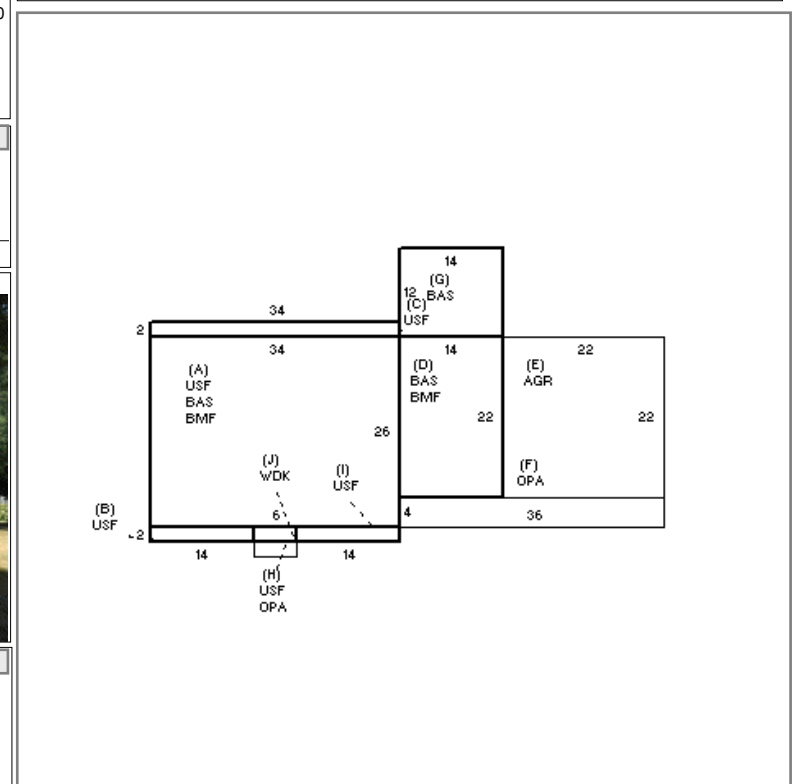 14
(G)
12 BAS
(C)
USF
34
2
34
14
22
(A)
USF
BAS
BMF
(D)
BAS
BMF
(E)
AGR
22
22
26
(J)
WDK
(I)
USF
(F)
OPA
(B)
USF
6
4
36
2
14
14
(H)
USF
OPA